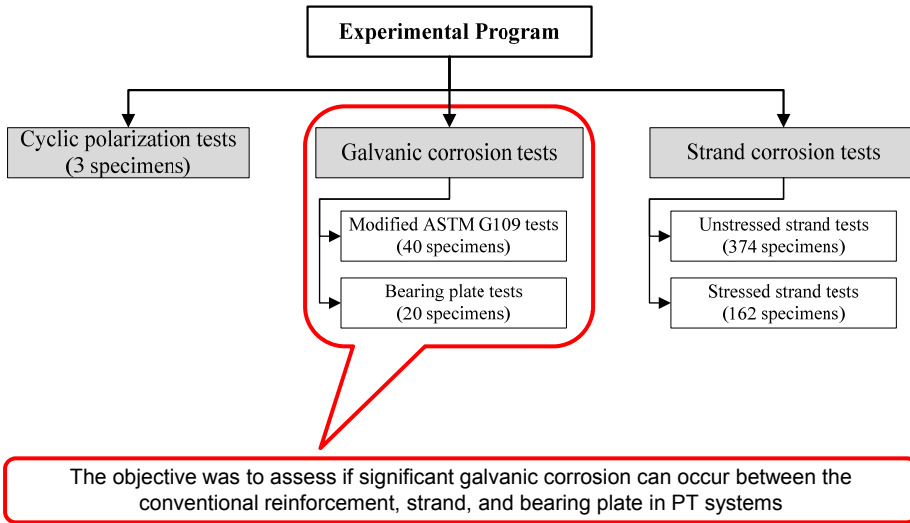 Experimental Program
Cyclic polarization tests
(3 specimens)
Galvanic corrosion tests
Modified ASTM G109 tests
(40 specimens)
Bearing plate tests
(20 specimens)
Strand corrosion tests
Unstressed strand tests
(374 specimens)
Stressed strand tests
(162 specimens)
The objective was to assess if significant galvanic corrosion can occur between the
conventional reinforcement, strand, and bearing plate in PT systems